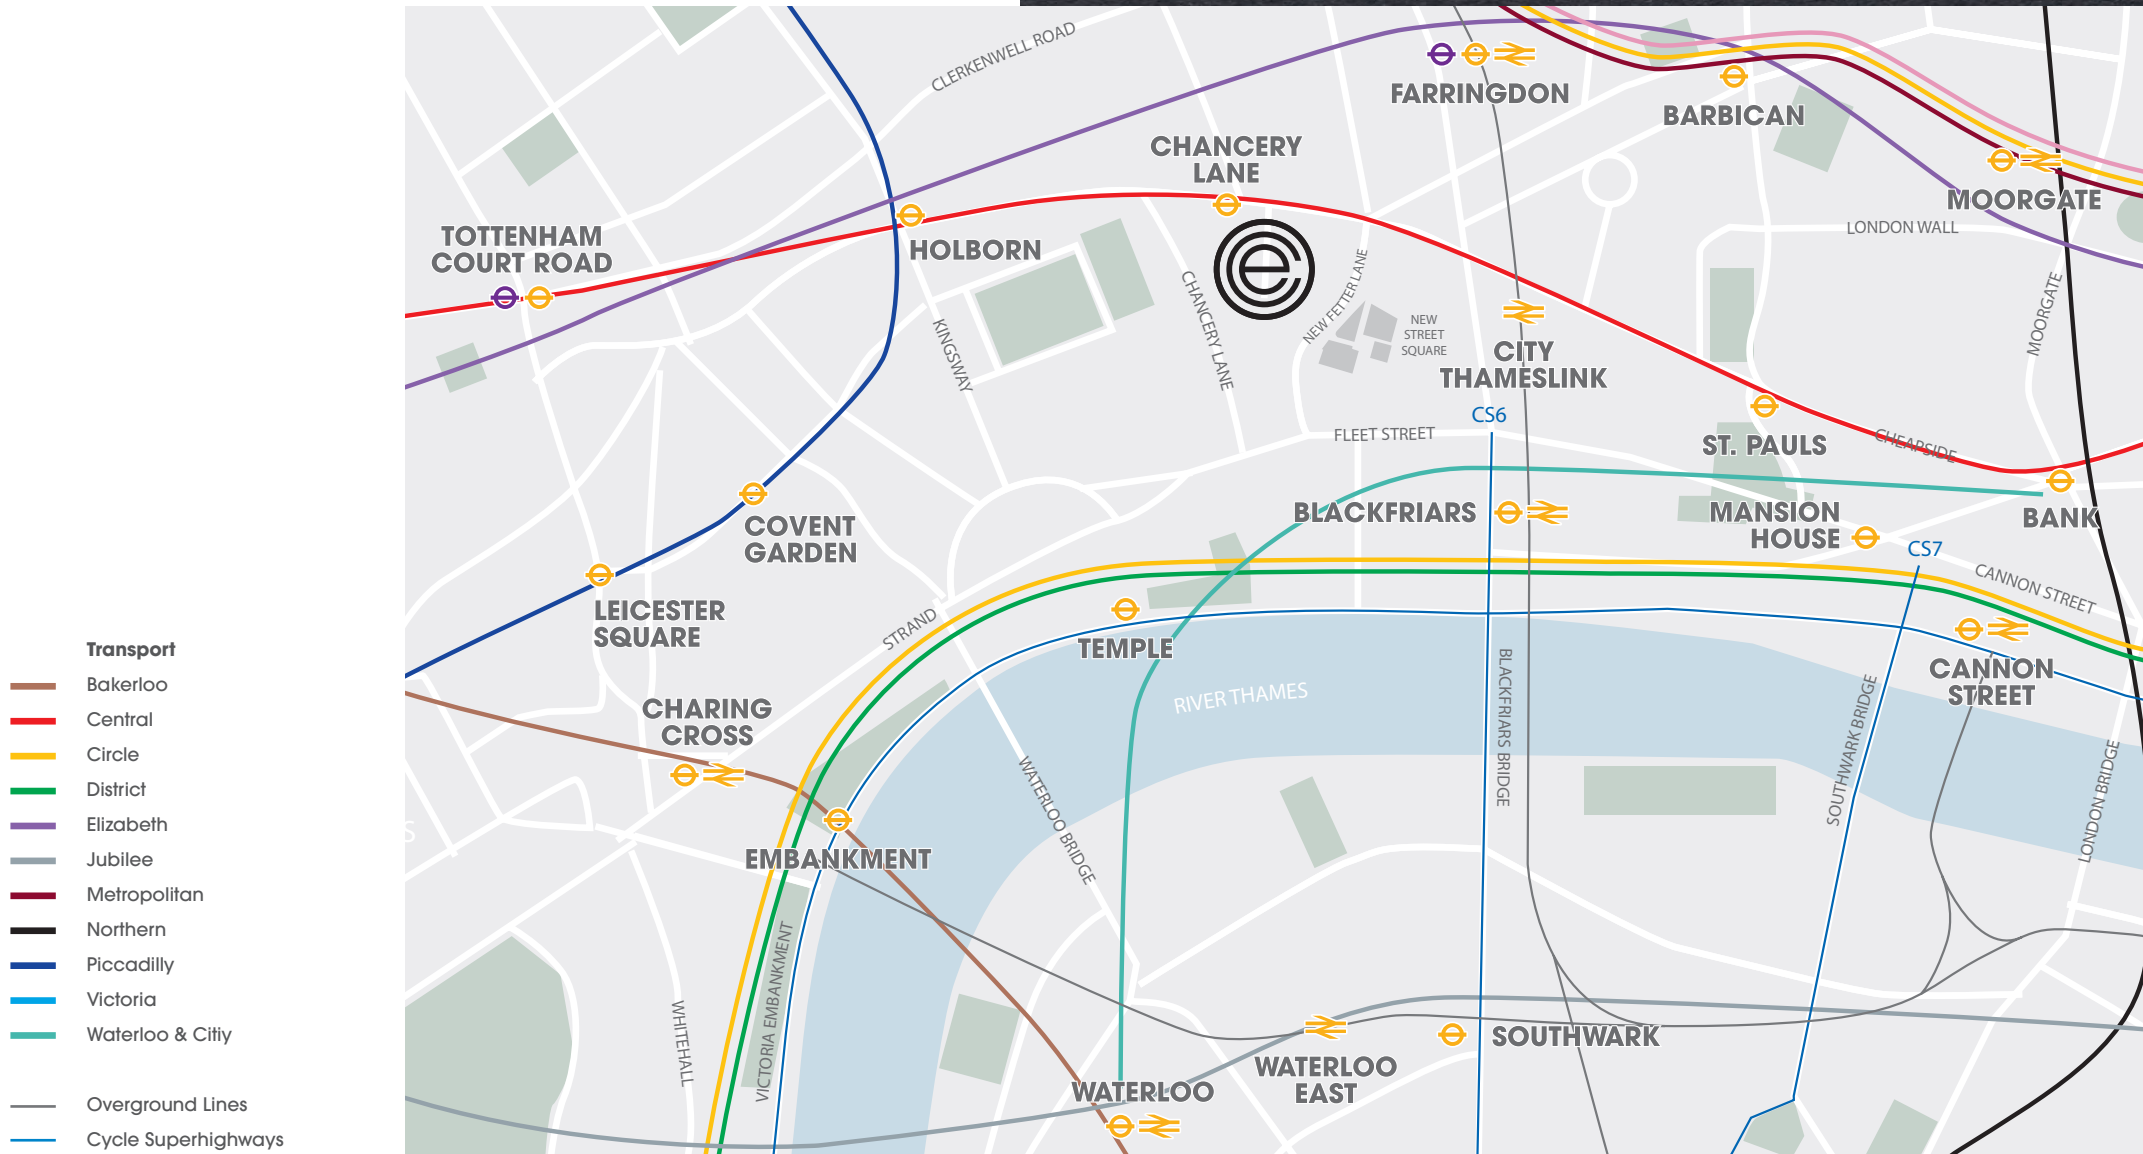 CLERKENWELL ROAD
FARRINGDON
BARBICAN
CHANCERY
LANE
MOORGATE
LONDON WALL
TOTTENHAM
COURT ROAD
HOLBORN
KINGSWAY
CHANCERY LANE
NEW FETTER LANE
NEW
STREET
SQUARE
CITY
THAMESLINK
MOORGATE
CS6
FLEET STREET
ST. PAULS
CHEAPSIDE
BLACKFRIARS
MANSION
HOUSE
BANK
COVENT
GARDEN
CS7
CANNON STREET
LEICESTER
SQUARE
STRAND
TEMPLE
CANNON
STREET
RIVER THAMES
BLACKFRIARS BRIDGE
SOUTHWARK BRIDGE
LONDON BRIDGE
CHARING
CROSS
WATERLOO BRIDGE
S
EMBANKMENT
VICTORIA EMBANKMENT
WHITEHALL
SOUTHWARK
WATERLOO
EAST
WATERLOO
Transport
Bakerloo
Central
Circle
District
Elizabeth
Jubilee
Metropolitan
Northern
Piccadilly
Victoria
Waterloo & Citiy
Overground Lines
Cycle Superhighways